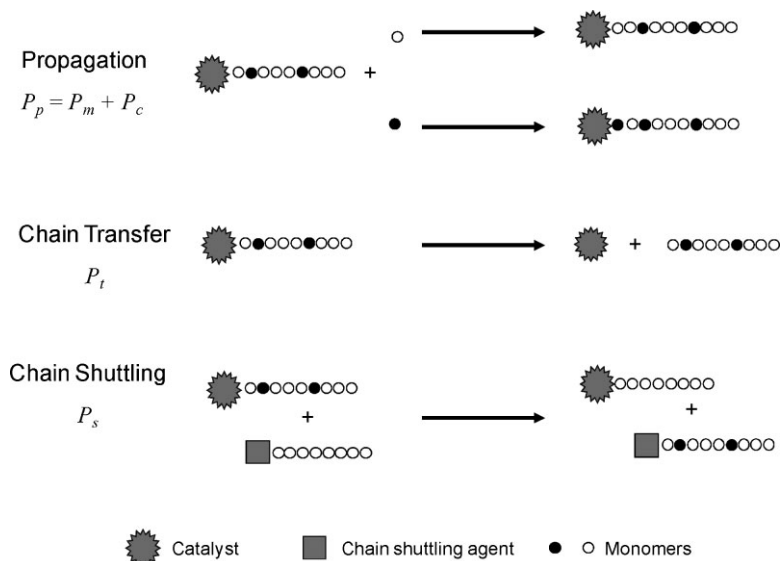 Propagation
P_p = P_m + P_c
+
Chain Transfer
P_t
+
Chain Shuttling
P_s
+
+
Catalyst
Chain shuttling agent
Monomers